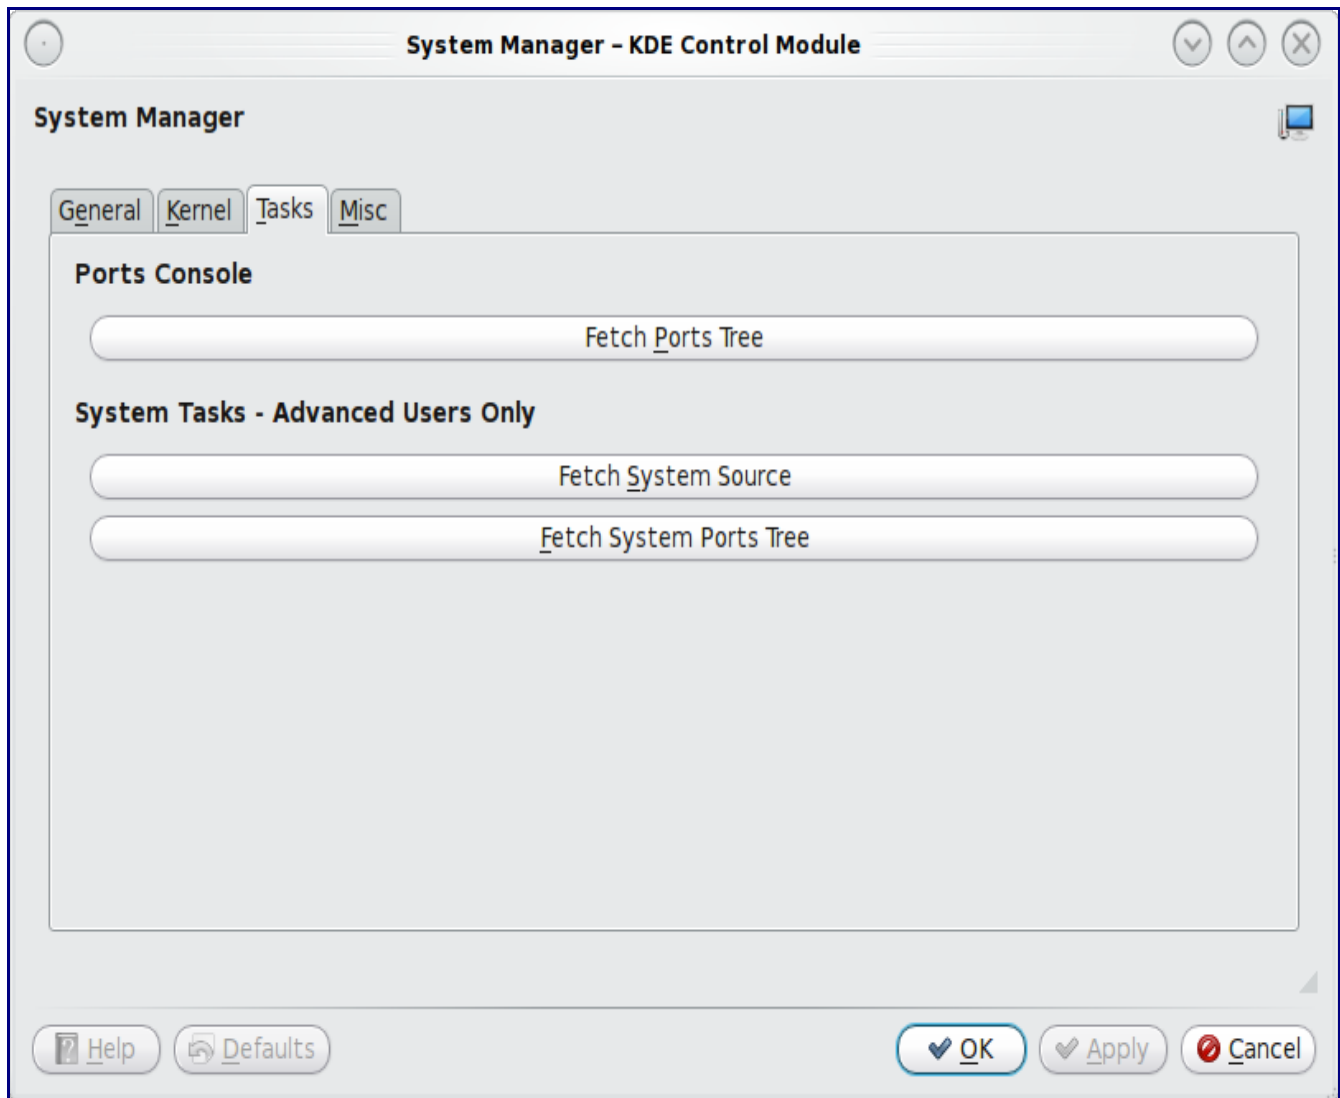 System Manager – KDE Control Module
System Manager
General Kernel Tasks Misc
Ports Console
Fetch Ports Tree
System Tasks - Advanced Users Only
Fetch System Source
Fetch System Ports Tree
Help Defaults OK Apply Cancel